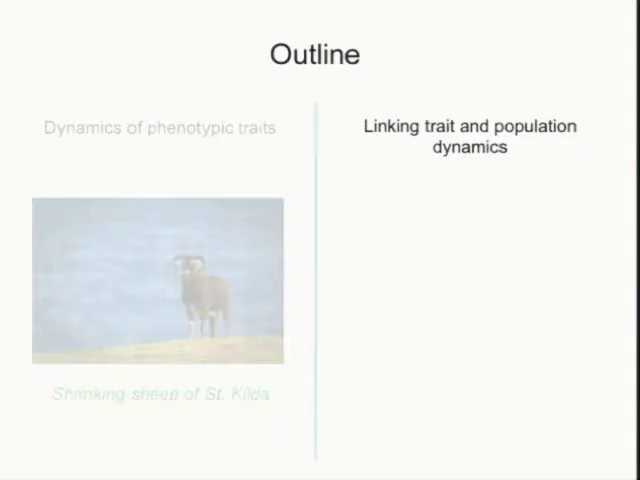 Outline
Dynamics of phenotypic traits
Shrinking sheep of St. Kilda
Linking trait and population
dynamics